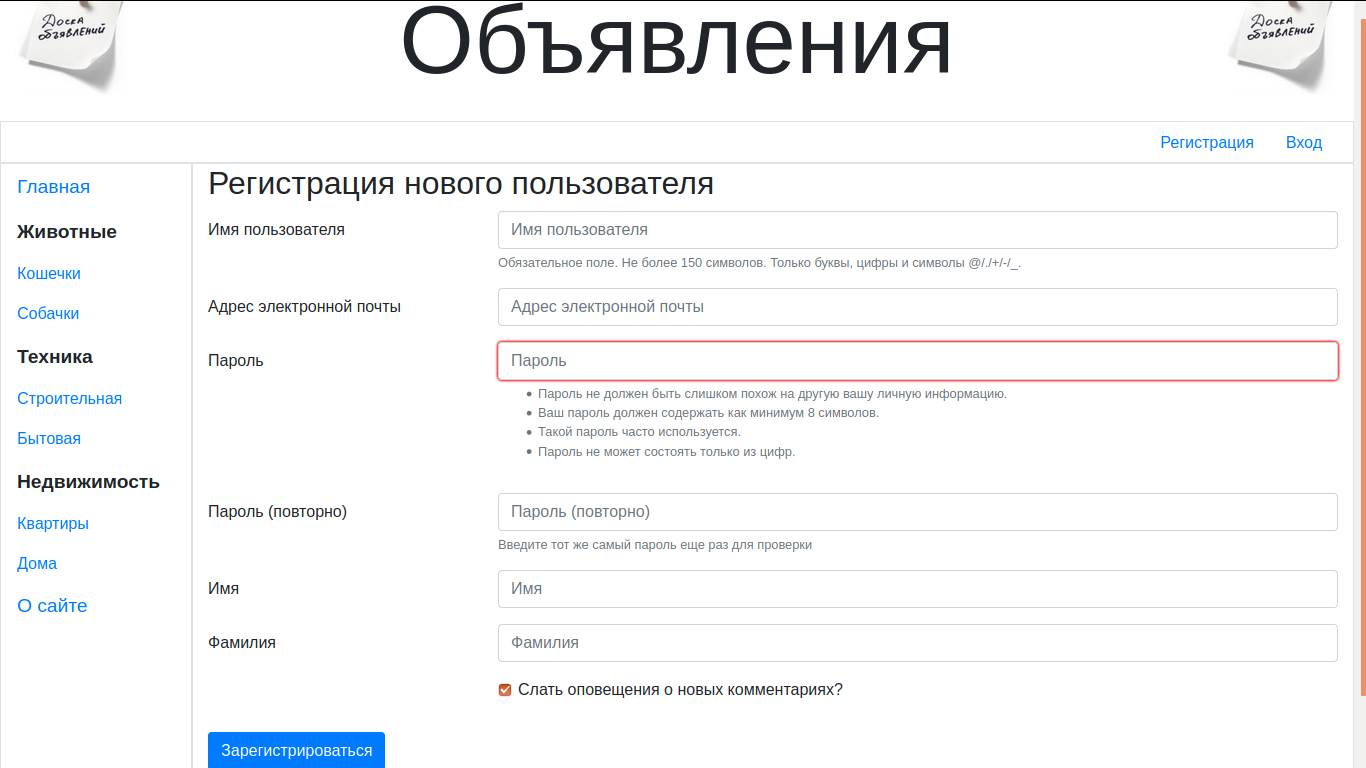 Доска
объявлений
Объявления
Доска
объявлений
Регистрация Вход
Главная
Животные
Кошечки
Собачки
Техника
Строительная
Бытовая
Недвижимость
Квартиры
Дома
О сайте
Регистрация нового пользователя
Имя пользователя Имя пользователя
Обязательное поле. Не более 150 символов. Только буквы, цифры и символы @/./+/-/_.
Адрес электронной почты Адрес электронной почты
Пароль Пароль
Пароль не должен быть слишком похож на другую вашу личную информацию.
Ваш пароль должен содержать как минимум 8 символов.
Такой пароль часто используется.
Пароль не может состоять только из цифр.
Пароль (повторно) Пароль (повторно)
Введите тот же самый пароль еще раз для проверки
Имя Имя
Фамилия Фамилия
Слать оповещения о новых комментариях?
Зарегистрироваться